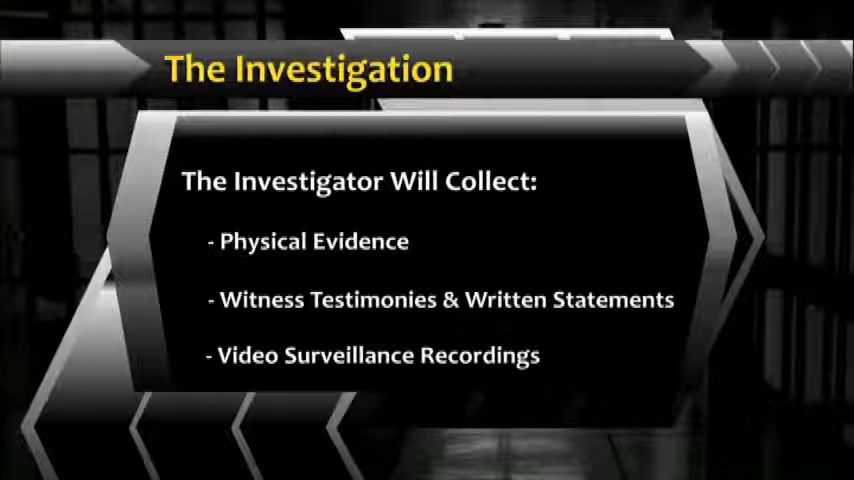 The Investigation
The Investigator Will Collect:
- Physical Evidence
- Witness Testimonies & Written Statements
- Video Surveillance Recordings